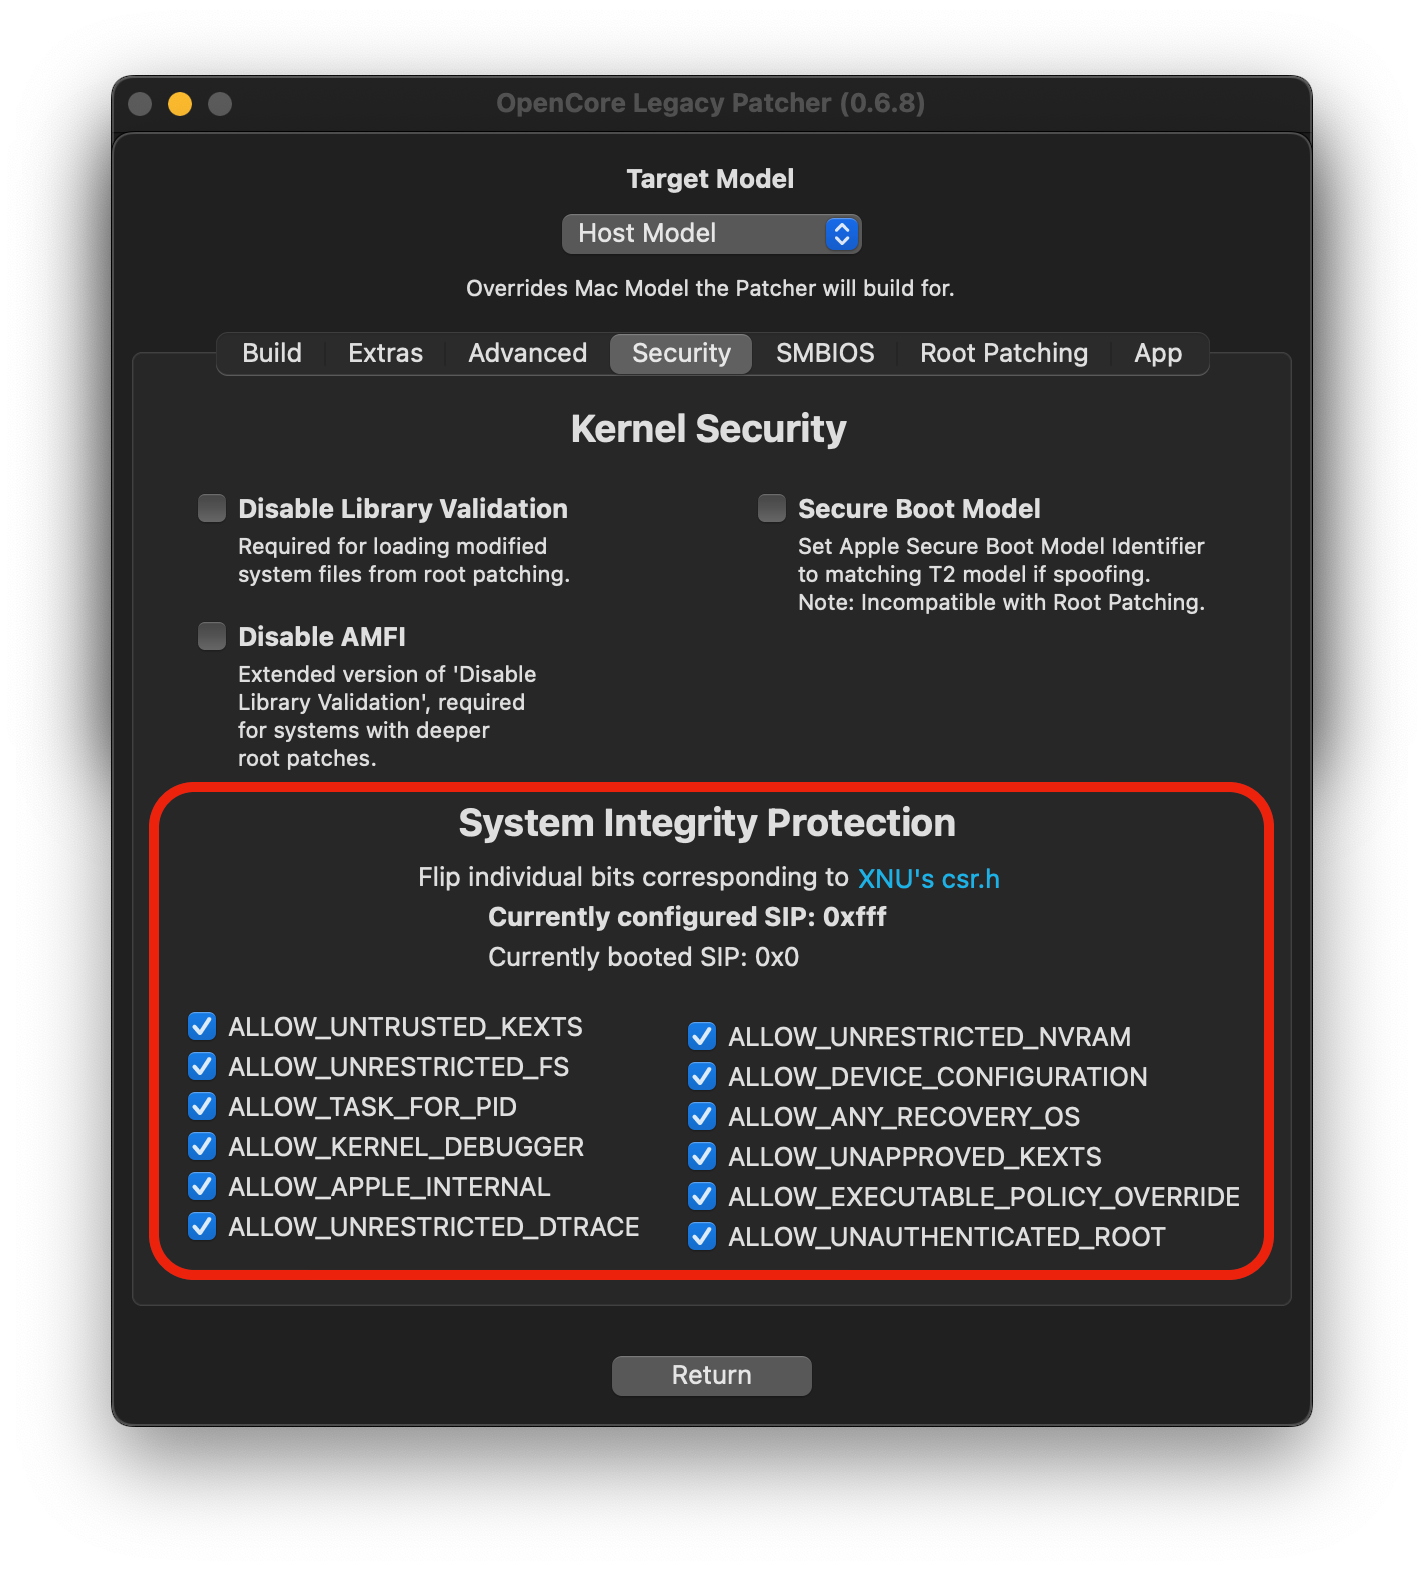 OpenCore Legacy Patcher (0.6.8)
Target Model
Host Model
Overrides Mac Model the Patcher will build for.
Build Extras Advanced Security SMBIOS Root Patching App
Kernel Security
Disable Library Validation
Required for loading modified
system files from root patching.
Disable AMFI
Extended version of 'Disable
Library Validation', required
for systems with deeper
root patches.
Secure Boot Model
Set Apple Secure Boot Model Identifier
to matching T2 model if spoofing.
Note: Incompatible with Root Patching.
System Integrity Protection
Flip individual bits corresponding to XNU's csr.h
Currently configured SIP: 0xfff
Currently booted SIP: 0x0
ALLOW_UNTRUSTED_KEXTS
ALLOW_UNRESTRICTED_FS
ALLOW_TASK_FOR_PID
ALLOW_KERNEL_DEBUGGER
ALLOW_APPLE_INTERNAL
ALLOW_UNRESTRICTED_DTRACE
ALLOW_UNRESTRICTED_NVRAM
ALLOW_DEVICE_CONFIGURATION
ALLOW_ANY_RECOVERY_OS
ALLOW_UNAPPROVED_KEXTS
ALLOW_EXECUTABLE_POLICY_OVERRIDE
ALLOW_UNAUTHENTICATED_ROOT
Return